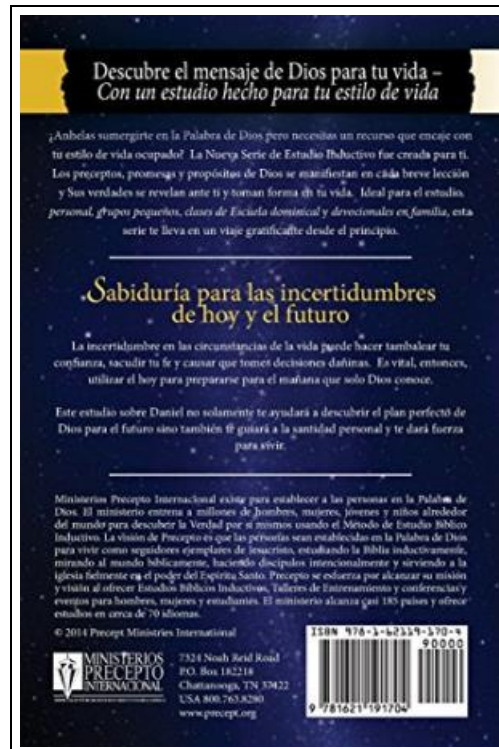 Descubre el mensaje de Dios para tu vida –
Con un estudio hecho para tu estilo de vida
¿Anhelas sumergirte en la Palabra de Dios pero necesitas un recurso que encaje con
tu estilo de vida ocupado? La Nueva Serie de Estudio Inductivo fue creada para ti.
Los preceptos, promesas y propósitos de Dios se manifiestan en cada breve lección
y Sus verdades se revelan ante ti y toman forma en tu vida. Ideal para el estudio
personal, grupos pequeños, clases de Escuela dominical y devocionales en familia, esta
serie te lleva en un viaje gratificante desde el principio.
Sabiduría para las incertidumbres
de hoy y el futuro
La incertidumbre en las circunstancias de la vida puede hacer tambalear tu
confianza, sacudir tu fe y causar que tomes decisiones dañinas. Es vital, entonces,
utilizar el hoy para prepararse para el mañana que solo Dios conoce.
Este estudio sobre Daniel no solamente te ayudará a descubrir el plan perfecto de
Dios para el futuro sino también te guiará a la santidad personal y te dará fuerza
para vivir.
Ministerios Precepto Internacional existe para establecer a las personas en la Palabra de
Dios. El ministerio entrena a millones de hombres, mujeres, jóvenes y niños alrededor
del mundo para descubrir la Verdad por sí mismos usando el Método de Estudio Bíblico
Inductivo. La visión de Precepto es que las personas sean establecidas en la Palabra de Dios
para vivir como seguidores ejemplares de Jesucristo, estudiando la Biblia inductivamente,
mirando al mundo bíblicamente, haciendo discípulos intencionalmente y sirviendo a la
iglesia fielmente en el poder del Espíritu Santo. Precepto se esfuerza por alcanzar su misión
y visión al ofrecer Estudios Bíblicos Inductivos, Talleres de Entrenamiento y conferencias y
eventos para hombres, mujeres y estudiantes. El ministerio alcanza casi 185 países y ofrece
estudios en cerca de 70 idiomas.
© 2014 Precept Ministries International
MINISTERIOS
PRECEPTO
INTERNACIONAL
7324 Noah Reid Road
P.O. Box 182218
Chattanooga, TN 37422
USA 800.763.8280
www.precept.org
ISBN 978-1-62119-170-4
90000
9 781621 191704